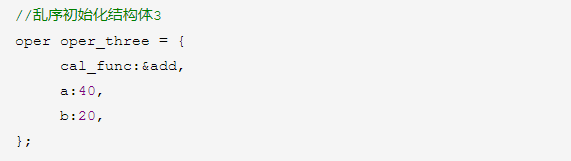 //乱序初始化结构体3
oper oper_three = {
     cal_func:&add,
     a:40,
     b:20,
};